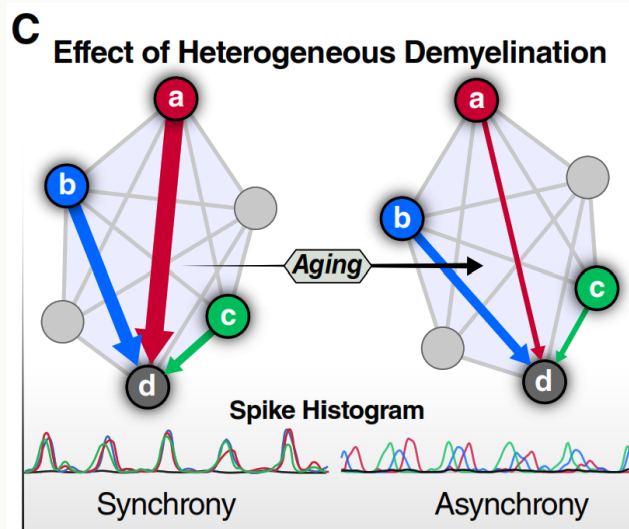 C
Effect of Heterogeneous Demyelination
a
b
c
d
Aging
a
b
c
d
Spike Histogram
Synchrony
Asynchrony